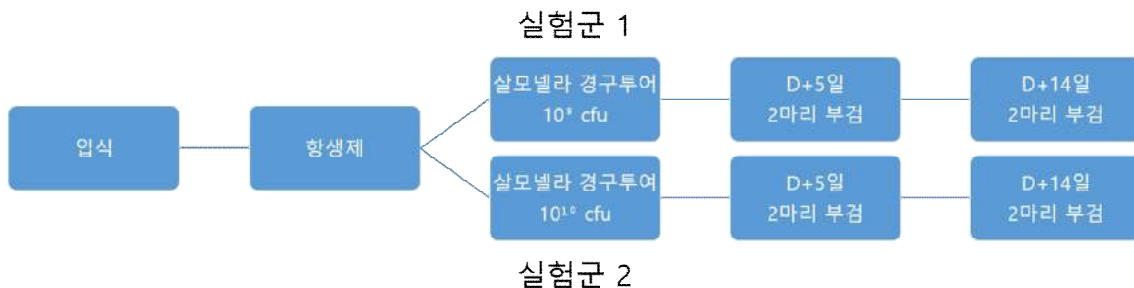 실험군 1
입식
항생제
살모넬라 경구투어
cfu
D+5일
2마리 부검
D+14일
2마리 부검
살모넬라 경구투여
10¹⁰ cfu
D+5일
2마리 부검
D+14일
2마리 부검
실험군 2